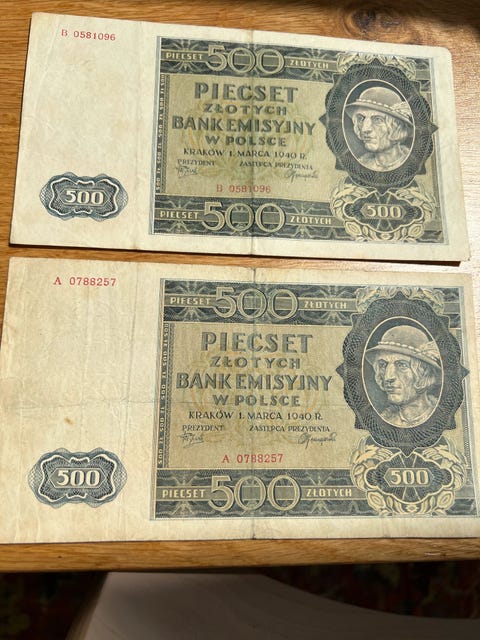 B 0581096
PIĘCSET 500 ZŁOTYCH
PIĘCSET
ZŁOTYCH
BANK EMISYJNY
W POLSCE
KRAKÓW 1. MARCA 1940 R.
PREZYDENT ZASTĘPCA PREZYDENTA
B 0581096
500
PIĘCSET 500 ZŁOTYCH
500
A 0788257
PIĘCSET 500 ZŁOTYCH
PIĘCSET
ZŁOTYCH
BANK EMISYJNY
W POLSCE
KRAKÓW 1. MARCA 1940 R.
PREZYDENT ZASTĘPCA PREZYDENTA
A 0788257
500
PIĘCSET 500 ZŁOTYCH
500